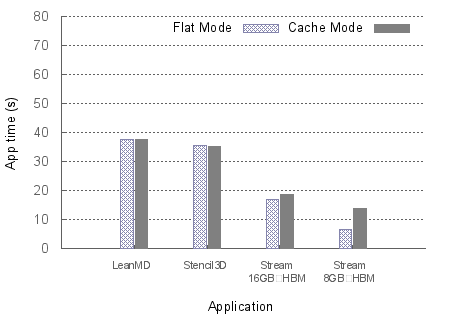 80
70
60
50
40
30
20
10
0
App time (s)
Flat Mode
Cache Mode
LeanMD
Stencil3D
Stream
16GB□HBM
Stream
8GB□HBM
Application